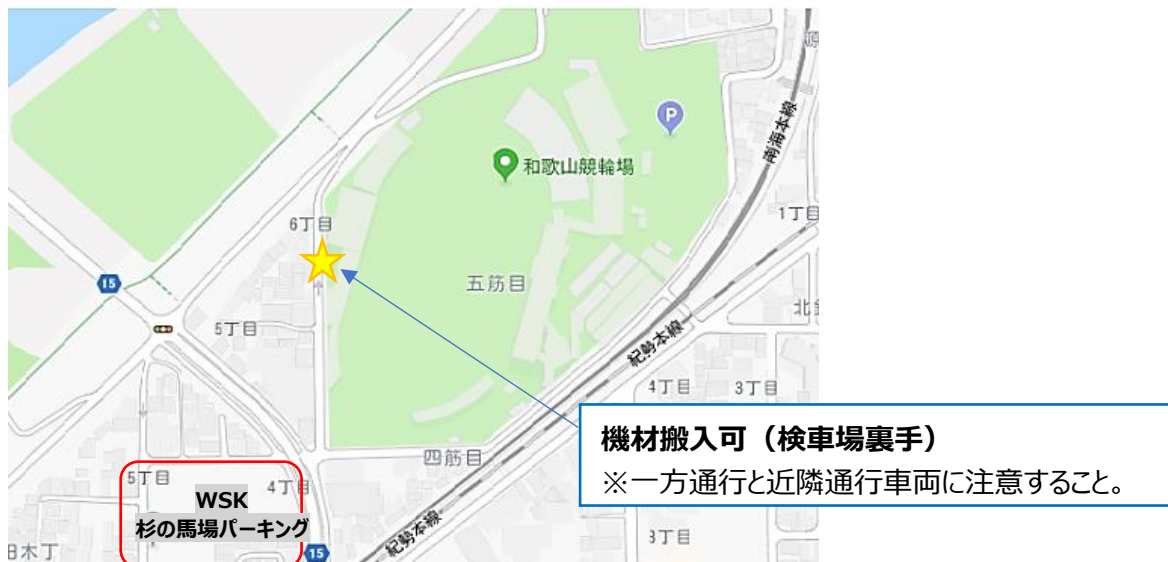 P
和歌山競輪場
南海本線
1丁目
6丁目
五筋目
15
5丁目
紀勢本線
4丁目
3丁目
機材搬入可（検車場裏手）
※一方通行と近隣通行車両に注意すること。
四筋目
5丁目
4丁目
WSK
杉の馬場パーキング
紀勢本線
15
3丁目
木丁